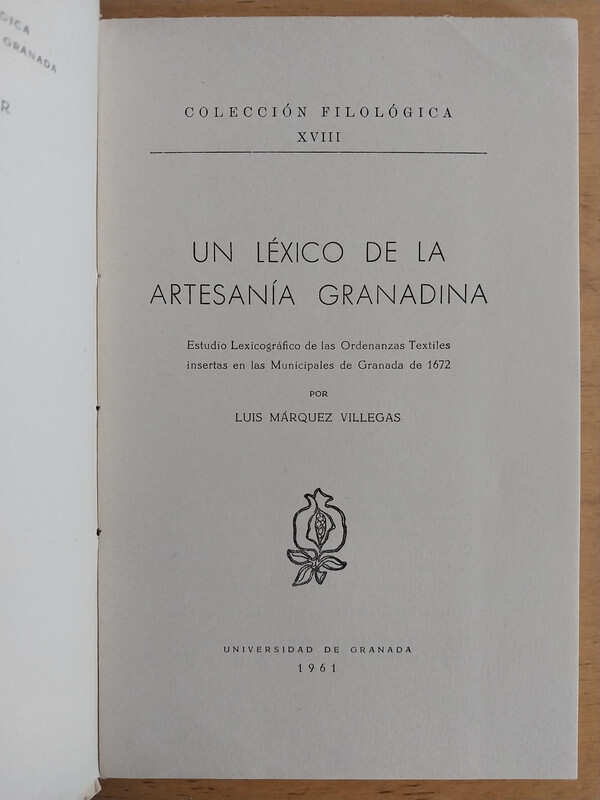 GRANADA
R
COLECCIÓN FILOLÓGICA
XVIII
UN LÉXICO DE LA
ARTESANÍA GRANADINA
Estudio Lexicográfico de las Ordenanzas Textiles
insertas en las Municipales de Granada de 1672
POR
LUIS MÁRQUEZ VILLEGAS
UNIVERSIDAD DE GRANADA
1961